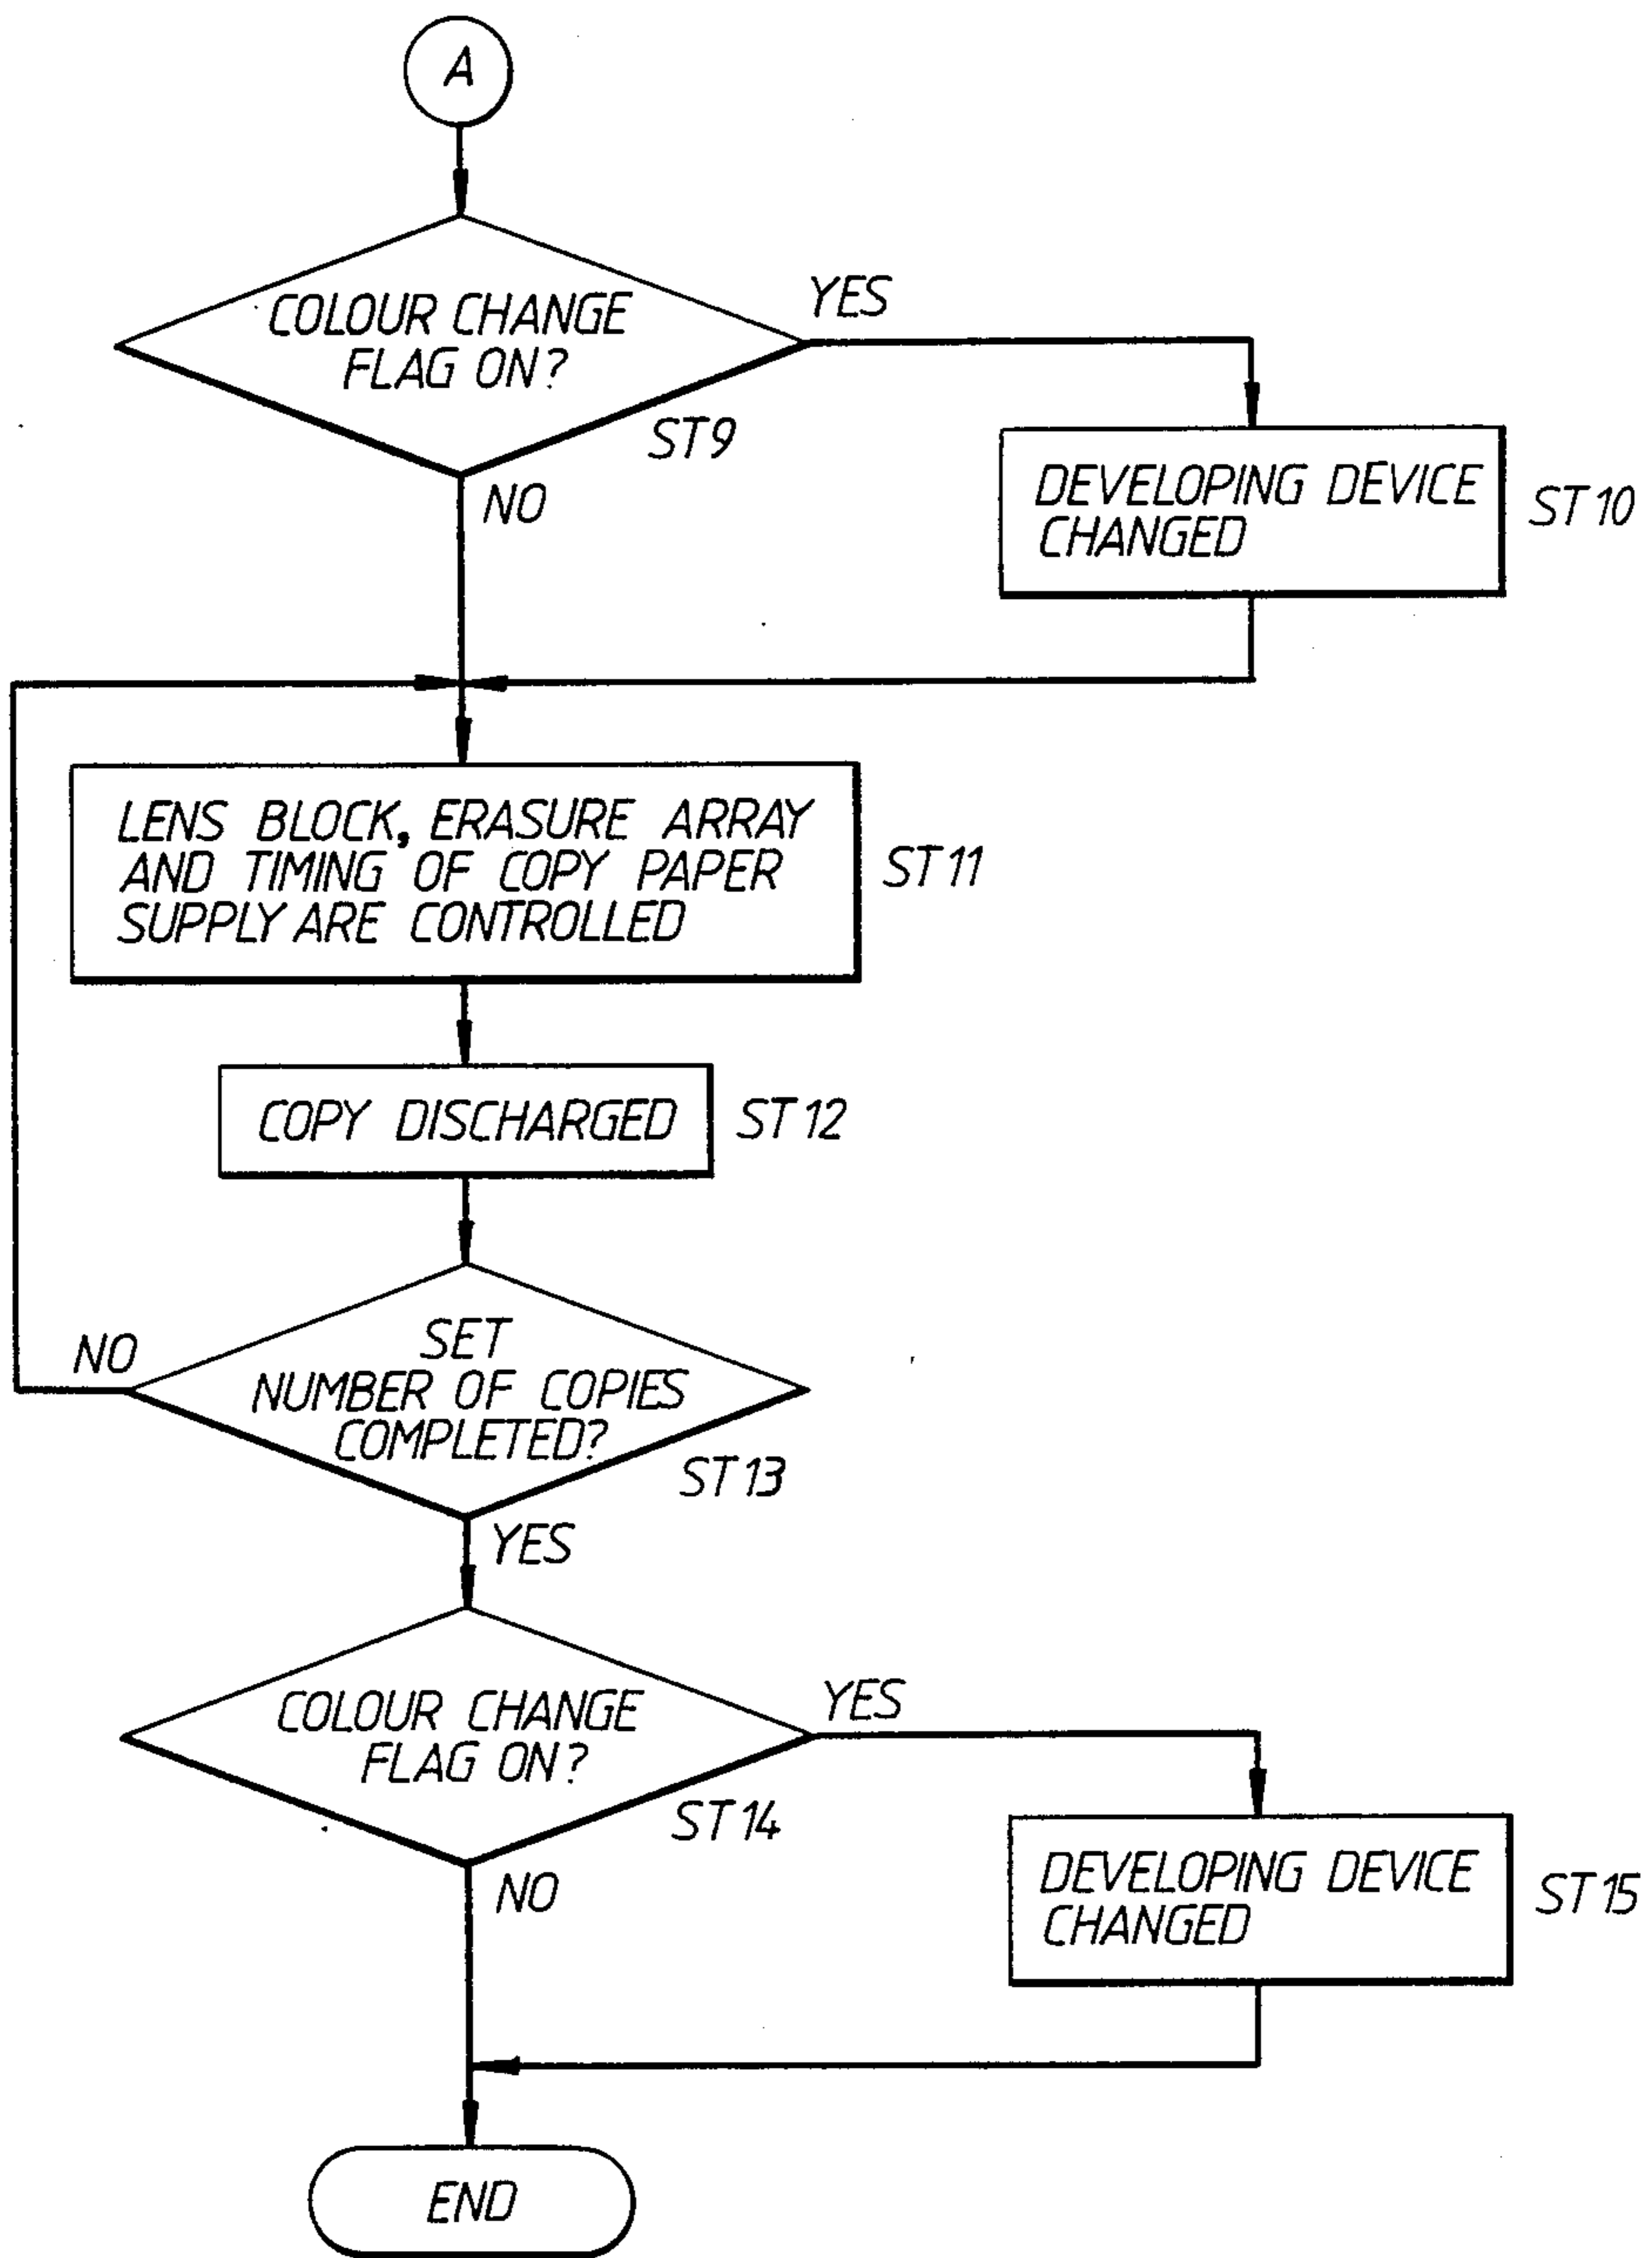 A
COLOUR CHANGE
FLAG ON?
YES
ST9
NO
DEVELOPING DEVICE
CHANGED
ST10
LENS BLOCK, ERASURE ARRAY
AND TIMING OF COPY PAPER
SUPPLY ARE CONTROLLED
ST11
COPY DISCHARGED
ST12
SET
NUMBER OF COPIES
COMPLETED?
NO
ST13
YES
COLOUR CHANGE
FLAG ON?
YES
ST14
NO
DEVELOPING DEVICE
CHANGED
ST15
END